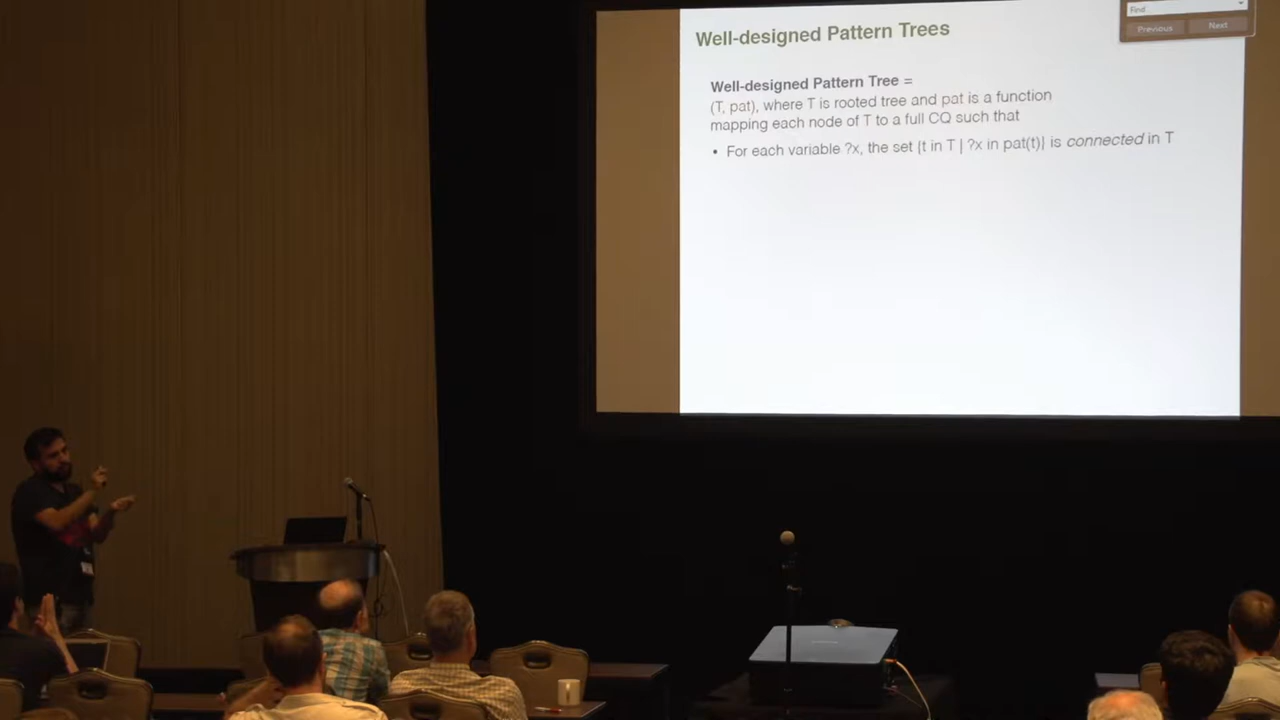 Find
Previous Next
Well-designed Pattern Trees
Well-designed Pattern Tree =
(T, pat), where T is rooted tree and pat is a function
mapping each node of T to a full CQ such that
• For each variable ?x, the set {t in T | ?x in pat(t)} is connected in T